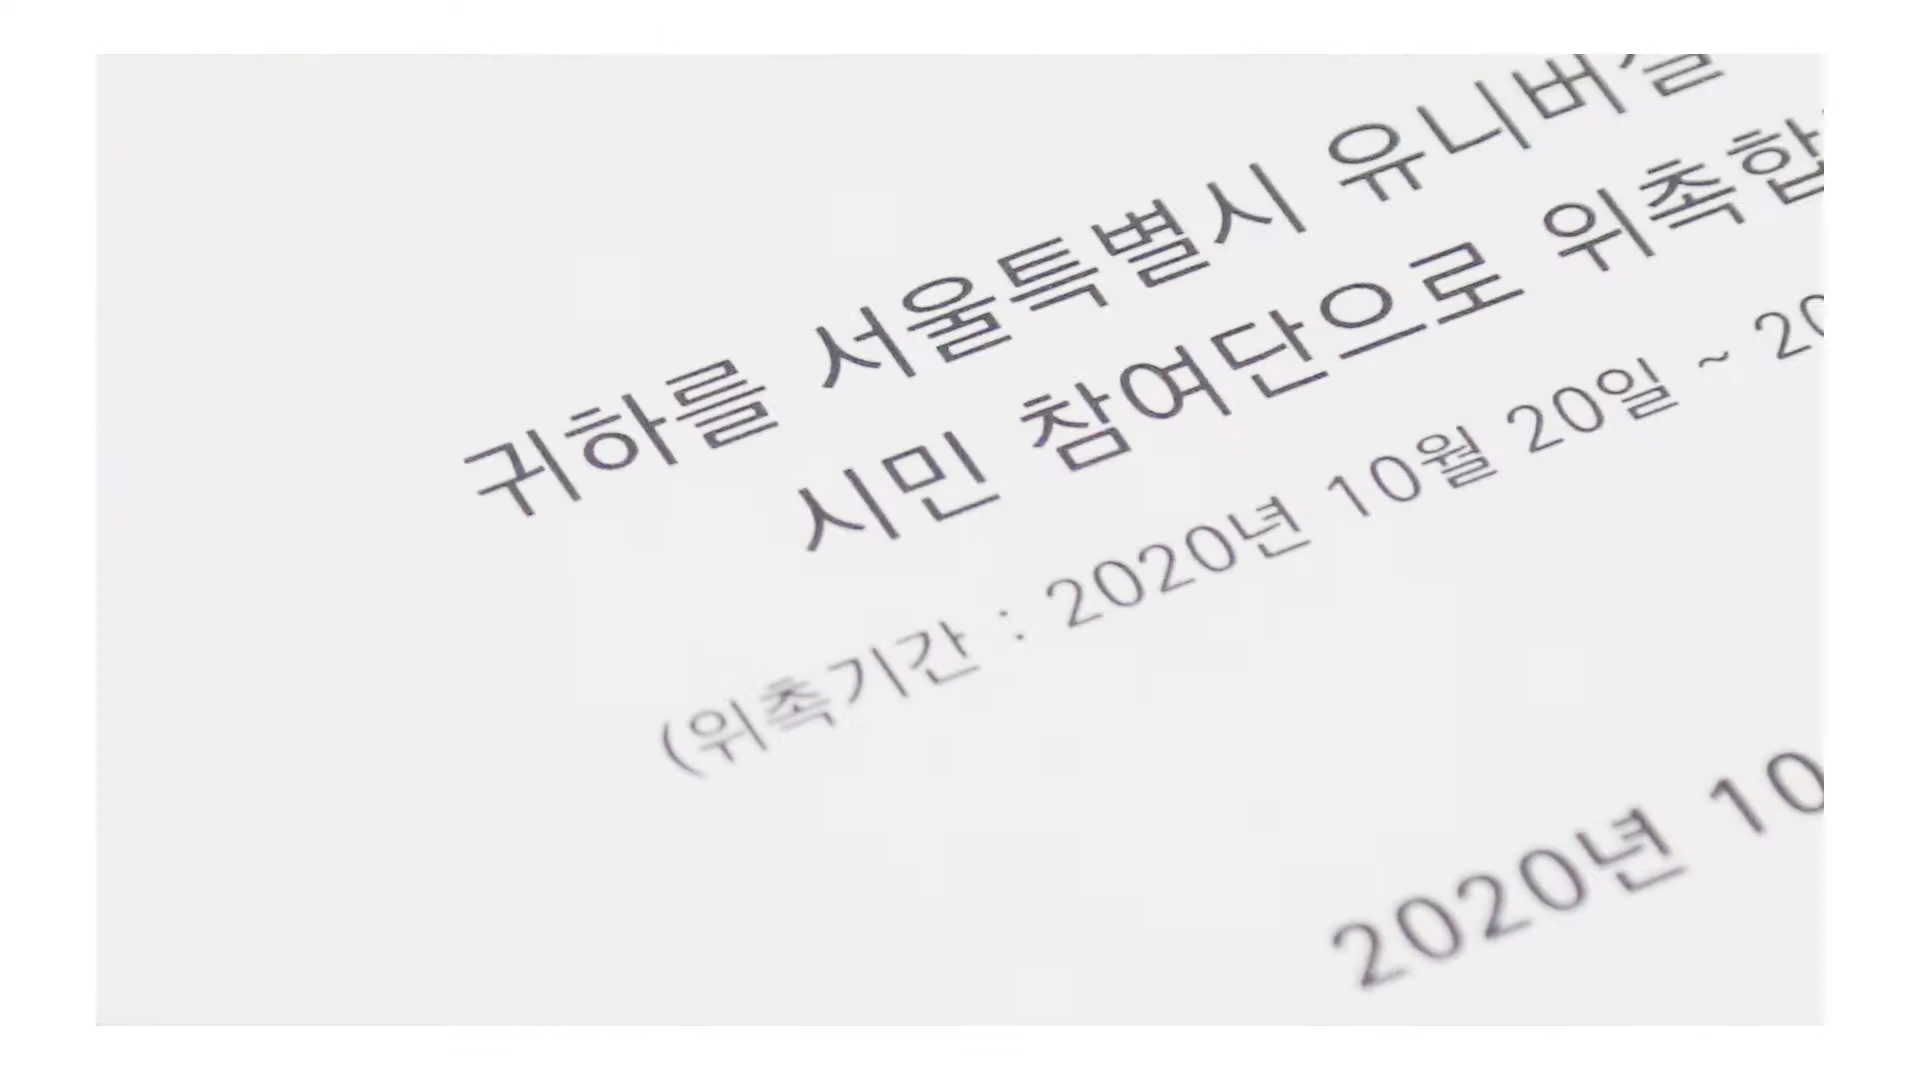 귀하를 서울특별시 유니버설
시민 참여단으로 위촉합
(위촉기간 : 2020년 10월 20일 ~ 20
2020년 10